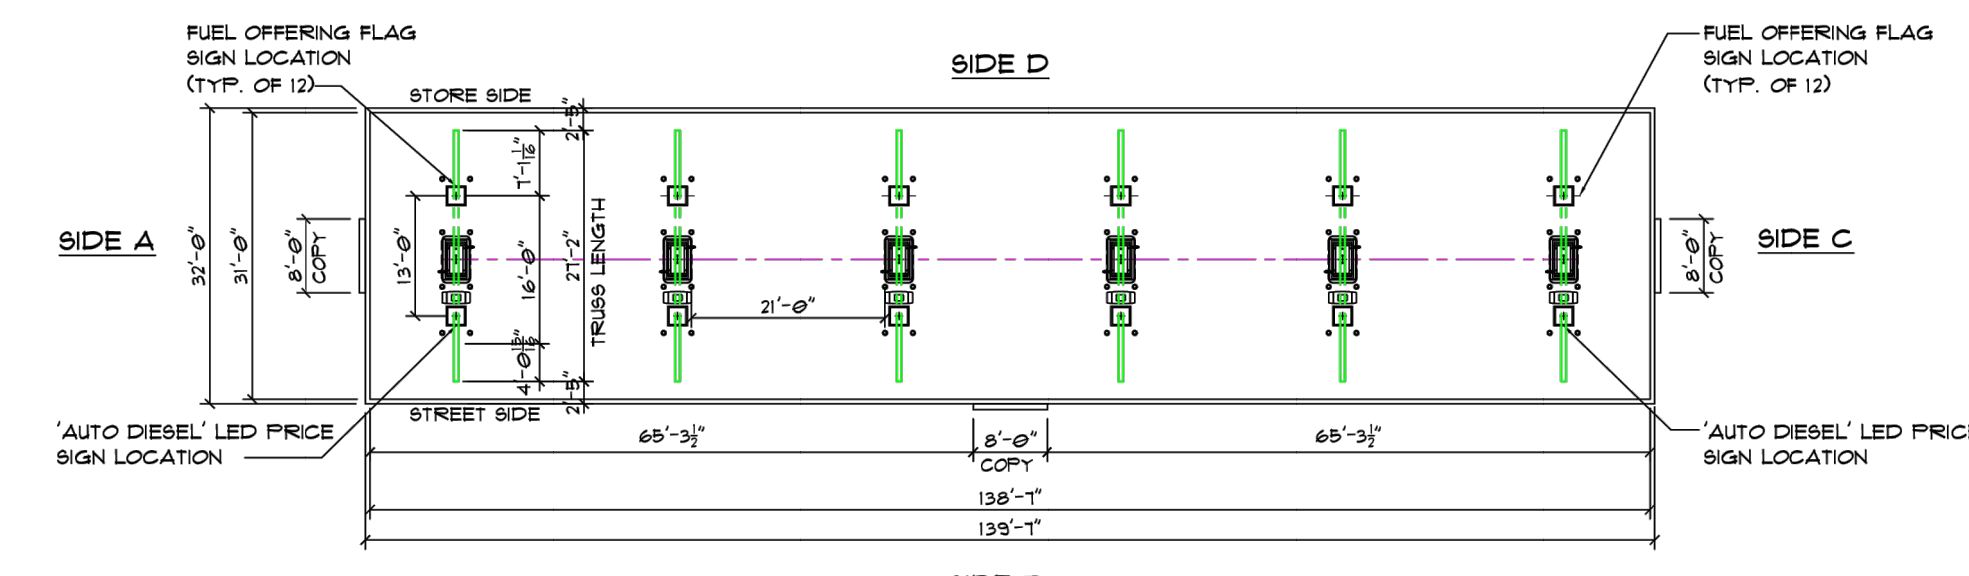 FUEL OFFERING FLAG
SIGN LOCATION
(TYP. OF 12)
SIDE D
FUEL OFFERING FLAG
SIGN LOCATION
(TYP. OF 12)
STORE SIDE
2'-5"
7'-1 1/16"
SIDE A
32'-0"
31'-0"
8'-0"
COPY
13'-0"
16'-0"
27'-2"
TRUSS LENGTH
21'-0"
8'-0"
COPY
SIDE C
4'-0 15/16"
2'-5"
STREET SIDE
'AUTO DIESEL' LED PRICE
SIGN LOCATION
65'-3 1/2"
8'-0"
COPY
65'-3 1/2"
'AUTO DIESEL' LED PRICE
SIGN LOCATION
138'-7"
139'-7"